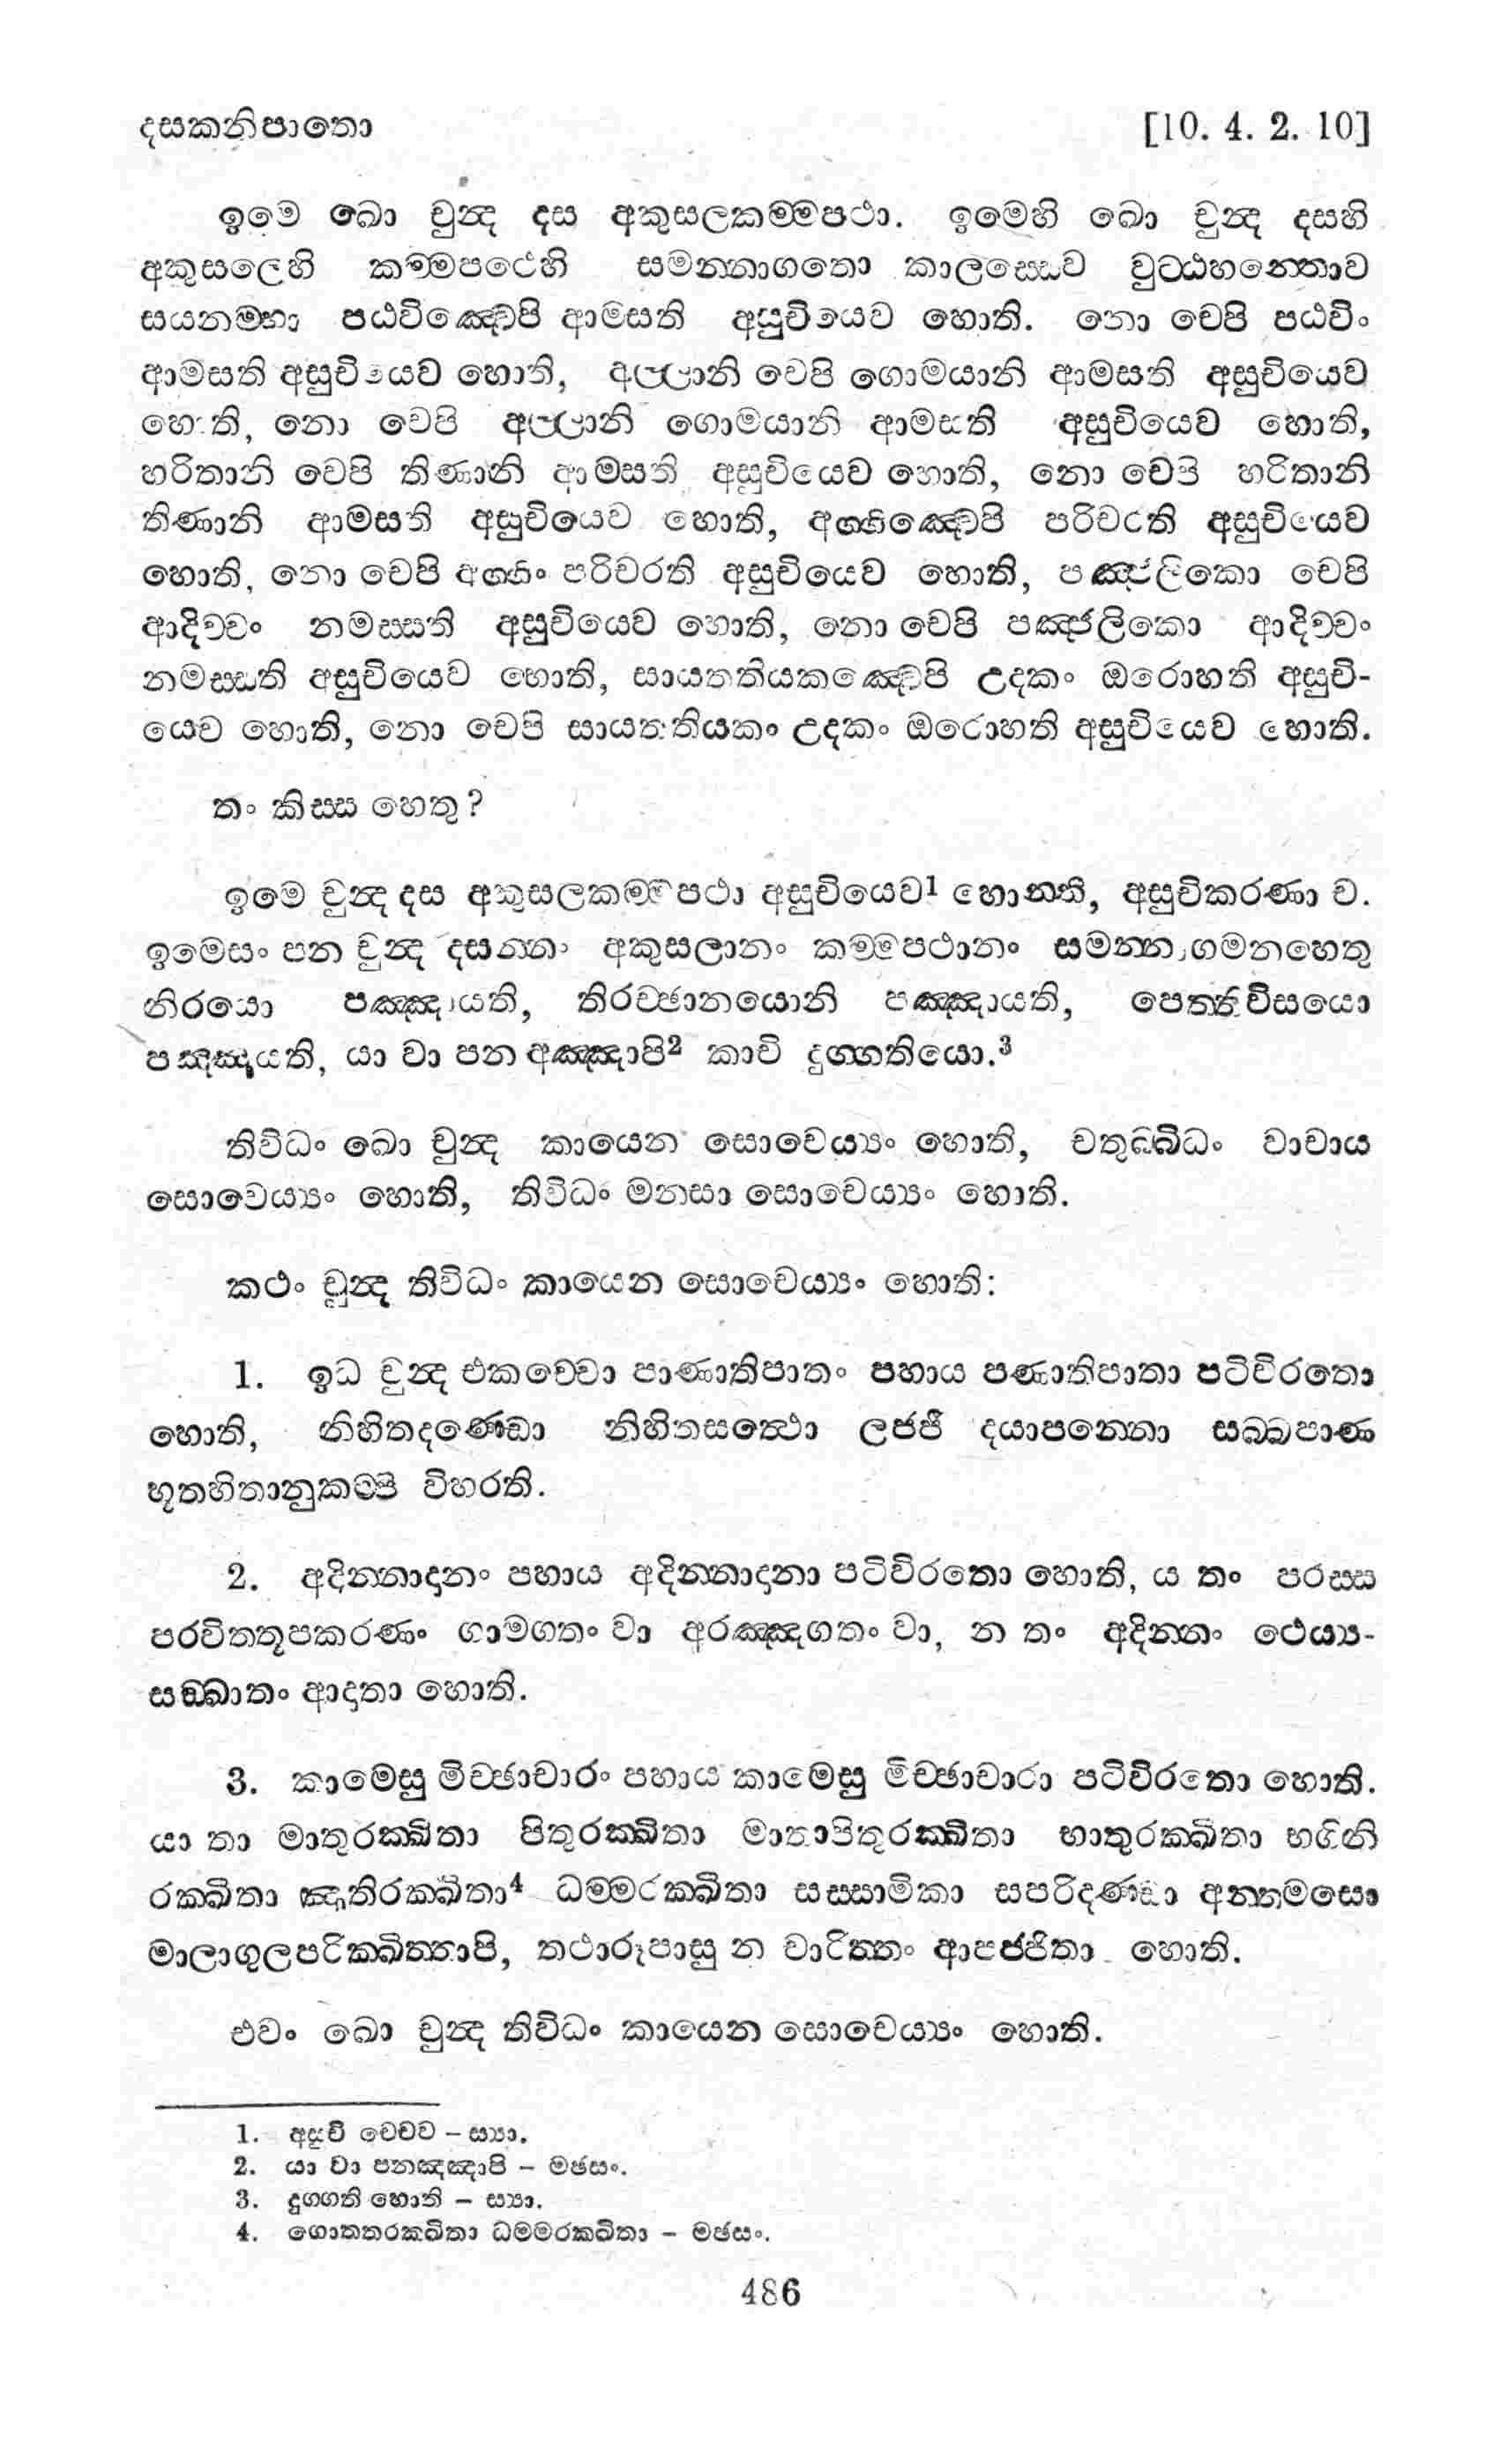 දසකනිපාතො [10. 4. 2. 10]
ඉමෙ ඛො චුන්‍ද දස අකුසලකම්මපථා. ඉමෙහි ඛො චුන්‍ද දසහි
අකුසලෙහි කම්මපථෙහි සමන්නාගතො කාලස්සෙව වුට්ඨහන්තොව
සයනම්හා පඨවිඤ්චෙපි ආමසති අසුචියෙව හොති. නො චෙපි පඨවිං
ආමසති අසුචියෙව හොති, අල්ලානි චෙපි ගොමයානි ආමසති අසුචියෙව
හොති, නො චෙපි අල්ලානි ගොමයානි ආමසති අසුචියෙව හොති,
හරිතානි චෙපි තිණානි ආමසති අසුචියෙව හොති, නො චෙපි හරිතානි
තිණානි ආමසති අසුචියෙව හොති, අග්ගිඤ්චෙපි පරිචරති අසුචියෙව
හොති, නො චෙපි අග්ගිං පරිචරති අසුචියෙව හොති, පඤ්ජලිකො චෙපි
ආදිච්චං නමස්සති අසුචියෙව හොති, නො චෙපි පඤ්ජලිකො ආදිච්චං
නමස්සති අසුචියෙව හොති, සායතතියකඤ්චෙපි උදකං ඔරොහති අසුචි-
යෙව හොති, නො චෙපි සායතතියකං උදකං ඔරොහති අසුචියෙව හොති.
තං කිස්ස හෙතු?
ඉමෙ චුන්‍ද දස අකුසලකම්මපථා අසුචියෙව1 හොන්ති, අසුචිකරණා ච.
ඉමෙසං පන චුන්‍ද දසන්නං අකුසලානං කම්මපථානං සමන්නාගමනහෙතු
නිරයො පඤ්ඤායති, තිරච්ඡානයොනි පඤ්ඤායති, පෙත්තිවිසයො
පඤ්ඤායති, යා වා පන අඤ්ඤාපි2 කාචි දුග්ගතියො.3
තිවිධං ඛො චුන්‍ද කායෙන සොචෙය්‍යං හොති, චතුබ්බිධං වාචාය
සොචෙය්‍යං හොති, තිවිධං මනසා සොචෙය්‍යං හොති.
කථං චුන්‍ද තිවිධං කායෙන සොචෙය්‍යං හොති:
1. ඉධ චුන්‍ද එකච්චො පාණාතිපාතං පහාය පණාතිපාතා පටිවිරතො
හොති, නිහිතදණ්ඩො නිහිතසත්‍ථො ලජ්ජී දයාපන්නො සබ්බපාණ
භූතහිතානුකම්පි විහරති.
2. අදින්නාදානං පහාය අදින්නාදානා පටිවිරතො හොති, ය තං පරස්ස
පරවිත්තූපකරණං ගාමගතං වා අරඤ්ඤගතං වා, න තං අදින්නං ථෙය්‍ය-
සඞ්ඛාතං ආදාතා හොති.
3. කාමෙසු මිච්ඡාචාරං පහාය කාමෙසු මිච්ඡාචාරා පටිවිරතො හොති.
යා තා මාතුරක්ඛිතා පිතුරක්ඛිතා මාතාපිතුරක්ඛිතා භාතුරක්ඛිතා භගිනි
රක්ඛිතා ඤාතිරක්ඛිතා4 ධම්මරක්ඛිතා සස්සාමිකා සපරිදණ්ඩා අන්තමසො
මාලාගුලපරික්ඛිත්තාපි, තථාරූපාසු න චාරිත්තං ආපජ්ජිතා හොති.
එවං ඛො චුන්‍ද තිවිධං කායෙන සොචෙය්‍යං හොති.
1. අසුචි චෙවව – ස්‍යා.
2. යා වා පනඤ්ඤාපි – මඡසං.
3. දුග්ගති හොති – ස්‍යා.
4. ගොත්තරක්ඛිතා ධම්මරක්ඛිතා – මඡසං.
486